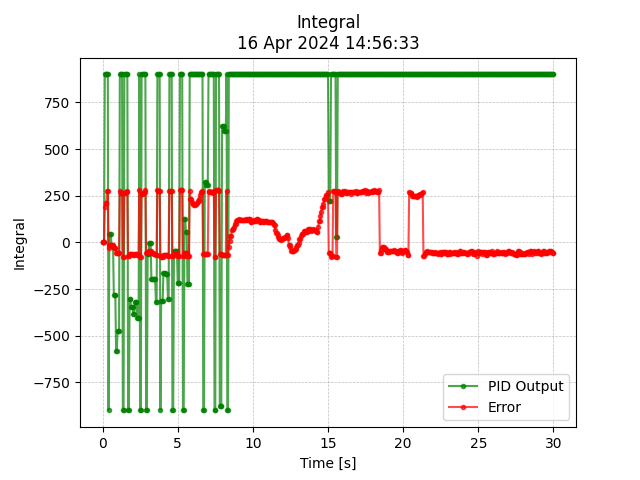 Integral
16 Apr 2024 14:56:33
Integral
750
500
250
0
−250
−500
−750
PID Output
Error
0 5 10 15 20 25 30
Time [s]